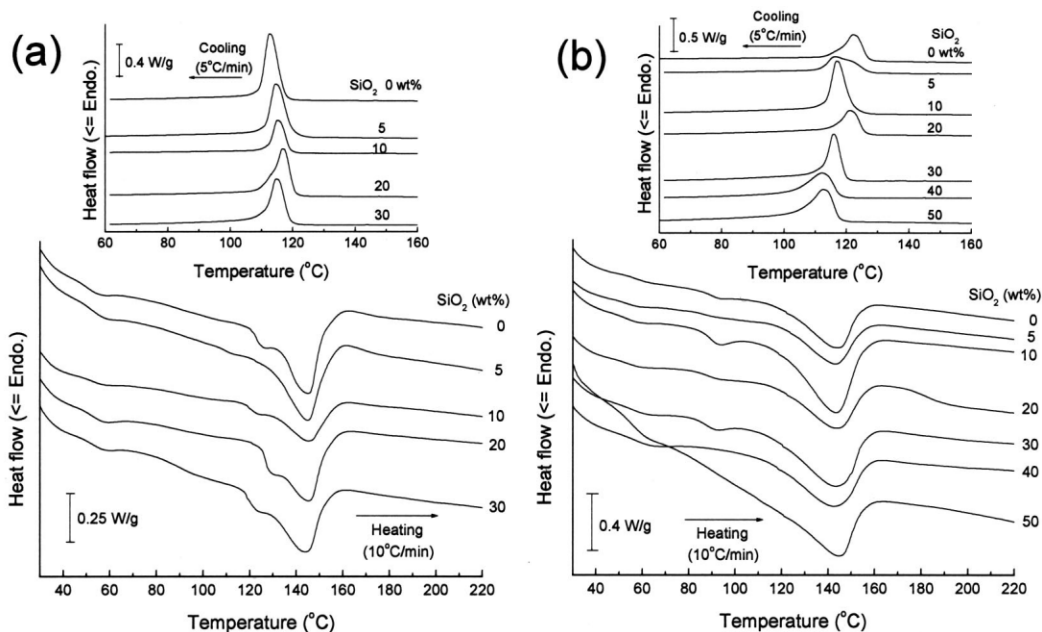 (a)
0.4 W/g
Cooling
(5°C/min)
SiO₂ 0 wt%
5
10
20
30
Heat flow (<= Endo.)
60 80 100 120 140 160
Temperature (°C)
SiO₂ (wt%)
0
5
10
20
30
0.25 W/g
Heating
(10°C/min)
Heat flow (<= Endo.)
40 60 80 100 120 140 160 180 200 220
Temperature (°C)
(b)
0.5 W/g
Cooling
(5°C/min)
SiO₂
0 wt%
5
10
20
30
40
50
Heat flow (<= Endo.)
60 80 100 120 140 160
Temperature (°C)
SiO₂ (wt%)
0
5
10
20
30
40
50
0.4 W/g
Heating
(10°C/min)
Heat flow (<= Endo.)
40 60 80 100 120 140 160 180 200 220
Temperature (°C)